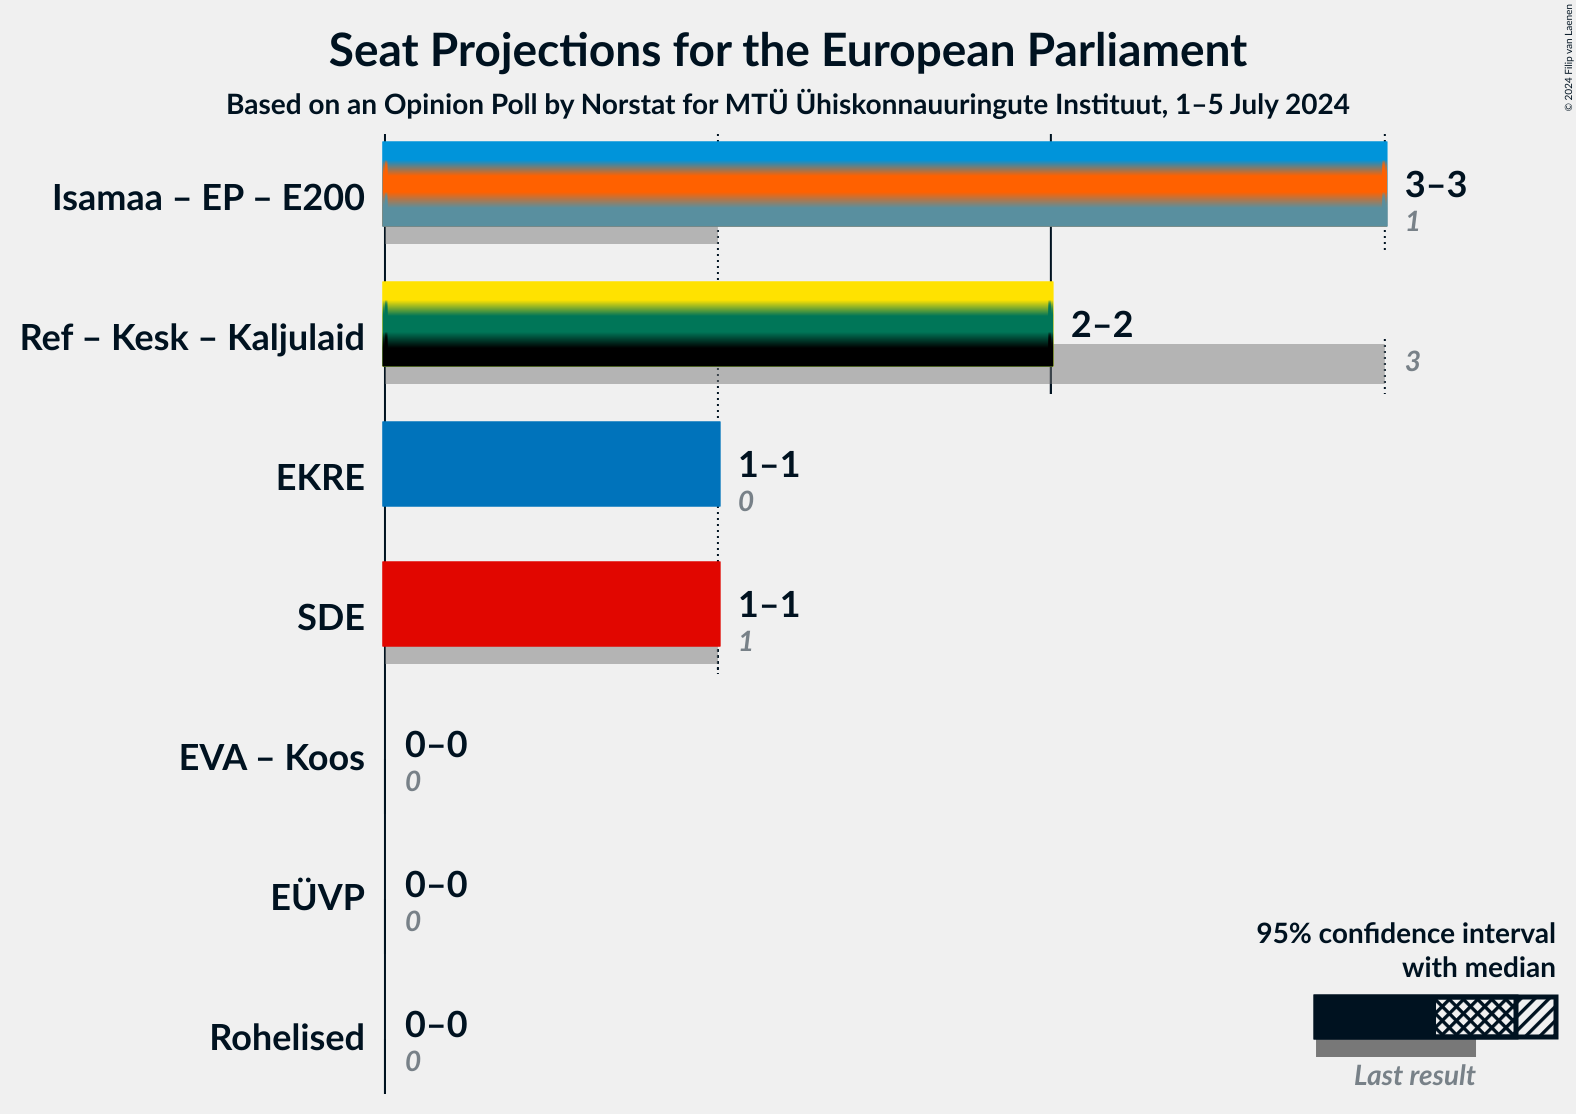 Seat Projections for the European Parliament
Based on an Opinion Poll by Norstat for MTÜ Ühiskonnauuringute Instituut, 1–5 July 2024
© 2024 Filip van Laenen
Isamaa – EP – E200
3–3
1
Ref – Kesk – Kaljulaid
2–2
3
EKRE
1–1
0
SDE
1–1
1
EVA – Koos
0–0
0
EÜVP
0–0
0
Rohelised
0–0
0
95% confidence interval
with median
Last result